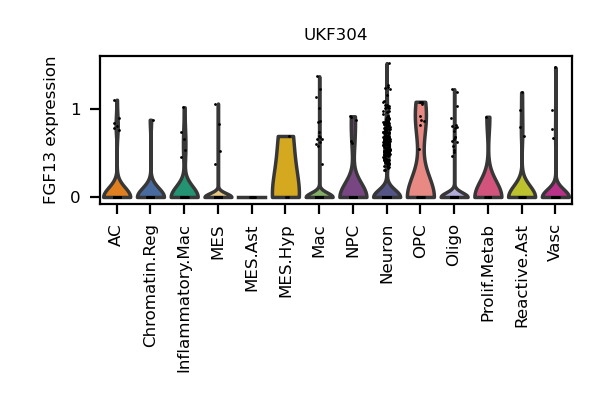 UKF304
FGF13 expression
1
0
AC
Chromatin.Reg
Inflammatory.Mac
MES
MES.Ast
MES.Hyp
Mac
NPC
Neuron
OPC
Oligo
Prolif.Metab
Reactive.Ast
Vasc